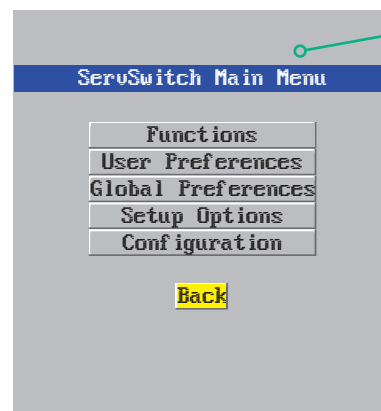 ServSwitch Main Menu
Functions
User Preferences
Global Preferences
Setup Options
Configuration
Back